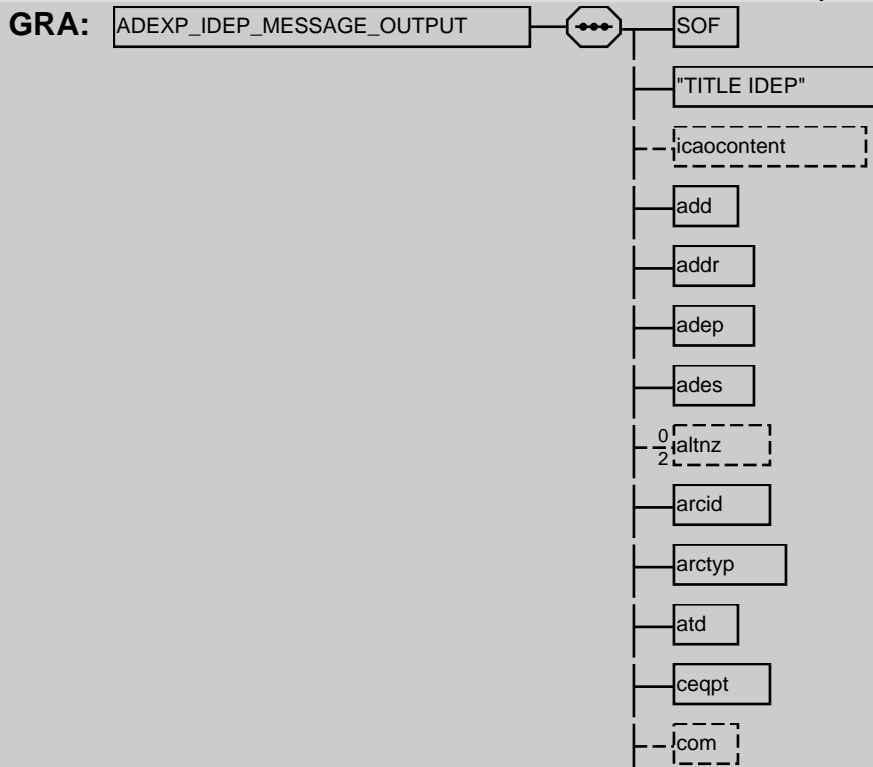 GRA: ADEXP_IDEP_MESSAGE_OUTPUT SOF
"TITLE IDEP"
icaocontent
add
addr
adep
ades
0
2
altnz
arcid
arctyp
atd
ceqpt
com